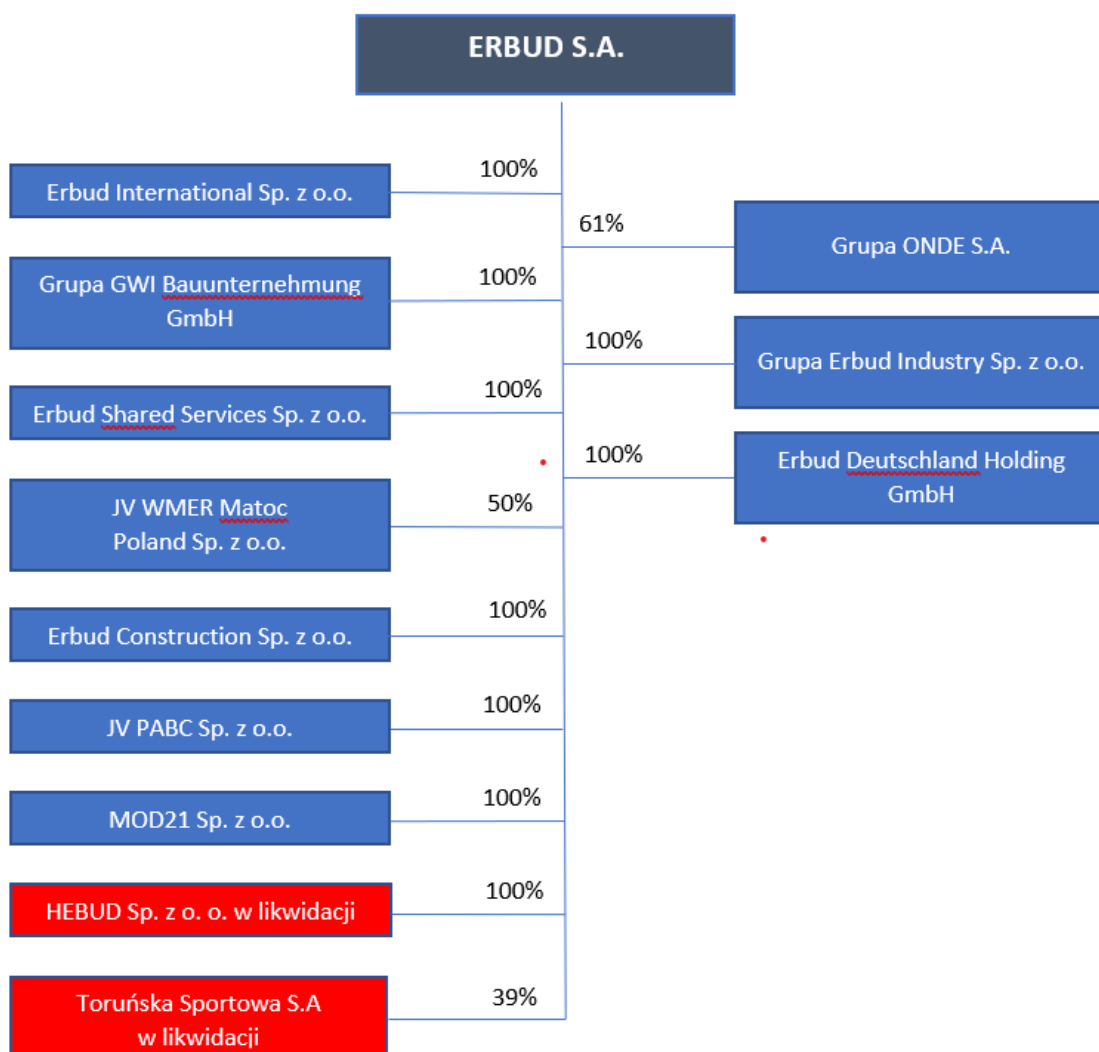 ERBUD S.A.
100%
Erbud International Sp. z o.o.
61%
Grupa ONDE S.A.
100%
Grupa GWI Bauunternehmung
GmbH
100%
Grupa Erbud Industry Sp. z o.o.
100%
Erbud Shared Services Sp. z o.o.
100%
Erbud Deutschland Holding
GmbH
50%
JV WMER Matoc
Poland Sp. z o.o.
100%
Erbud Construction Sp. z o.o.
100%
JV PABC Sp. z o.o.
100%
MOD21 Sp. z o.o.
100%
HEBUD Sp. z o. o. w likwidacji
39%
Toruńska Sportowa S.A
w likwidacji